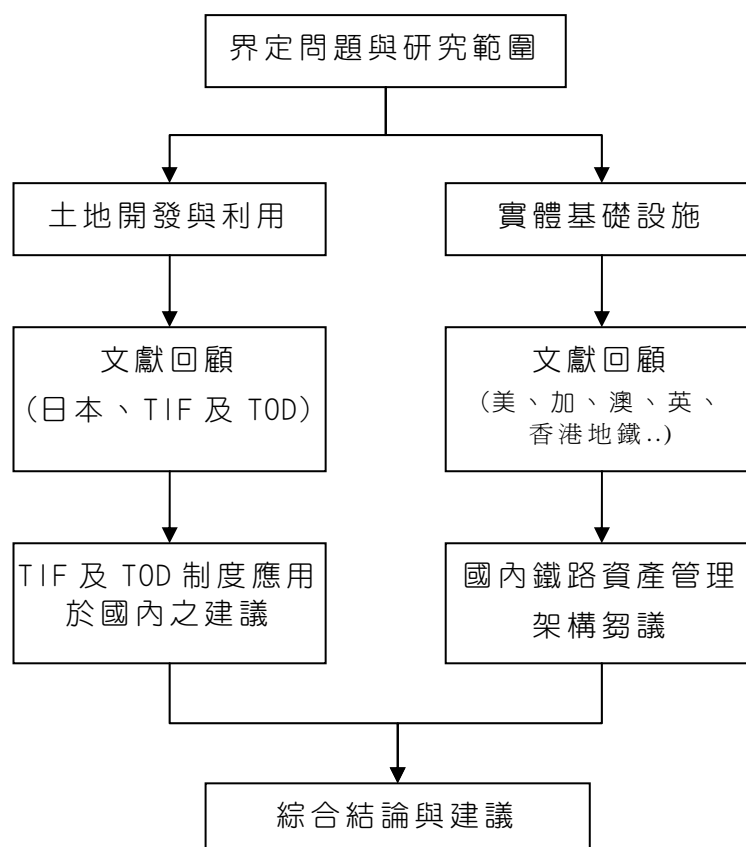 界定問題與研究範圍
土地開發與利用
實體基礎設施
文獻回顧
(日本、TIF 及 TOD)
文獻回顧
(美、加、澳、英、
香港地鐵..)
TIF 及 TOD 制度應用
於國內之建議
國內鐵路資產管理
架構芻議
綜合結論與建議